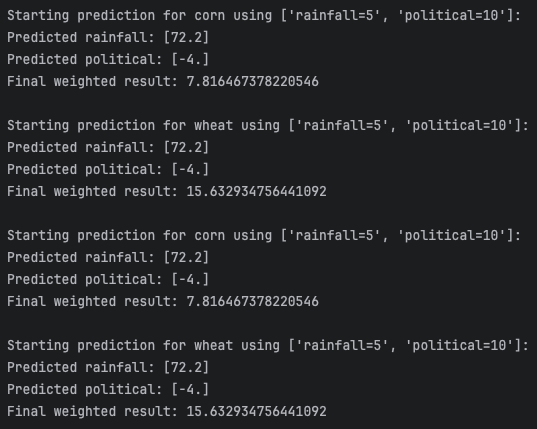 Starting prediction for corn using ['rainfall=5', 'political=10']:
Predicted rainfall: [72.2]
Predicted political: [-4.]
Final weighted result: 7.816467378220546
Starting prediction for wheat using ['rainfall=5', 'political=10']:
Predicted rainfall: [72.2]
Predicted political: [-4.]
Final weighted result: 15.632934756441092
Starting prediction for corn using ['rainfall=5', 'political=10']:
Predicted rainfall: [72.2]
Predicted political: [-4.]
Final weighted result: 7.816467378220546
Starting prediction for wheat using ['rainfall=5', 'political=10']:
Predicted rainfall: [72.2]
Predicted political: [-4.]
Final weighted result: 15.632934756441092